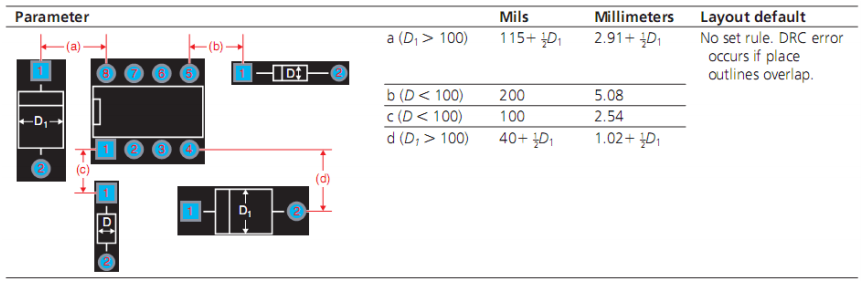 Parameter Mils Millimeters Layout default
a (D₁ > 100) 115+ ½D₁ 2.91+ ½D₁ No set rule. DRC error
occurs if place
outlines overlap.
b (D < 100) 200 5.08
c (D < 100) 100 2.54
d (D₁ > 100) 40+ ½D₁ 1.02+ ½D₁
(a) (b)
1 8 7 6 5 1 D 2
D₁
1 2 3 4
2 (c) (d)
1
1 D₁ 2
D
2